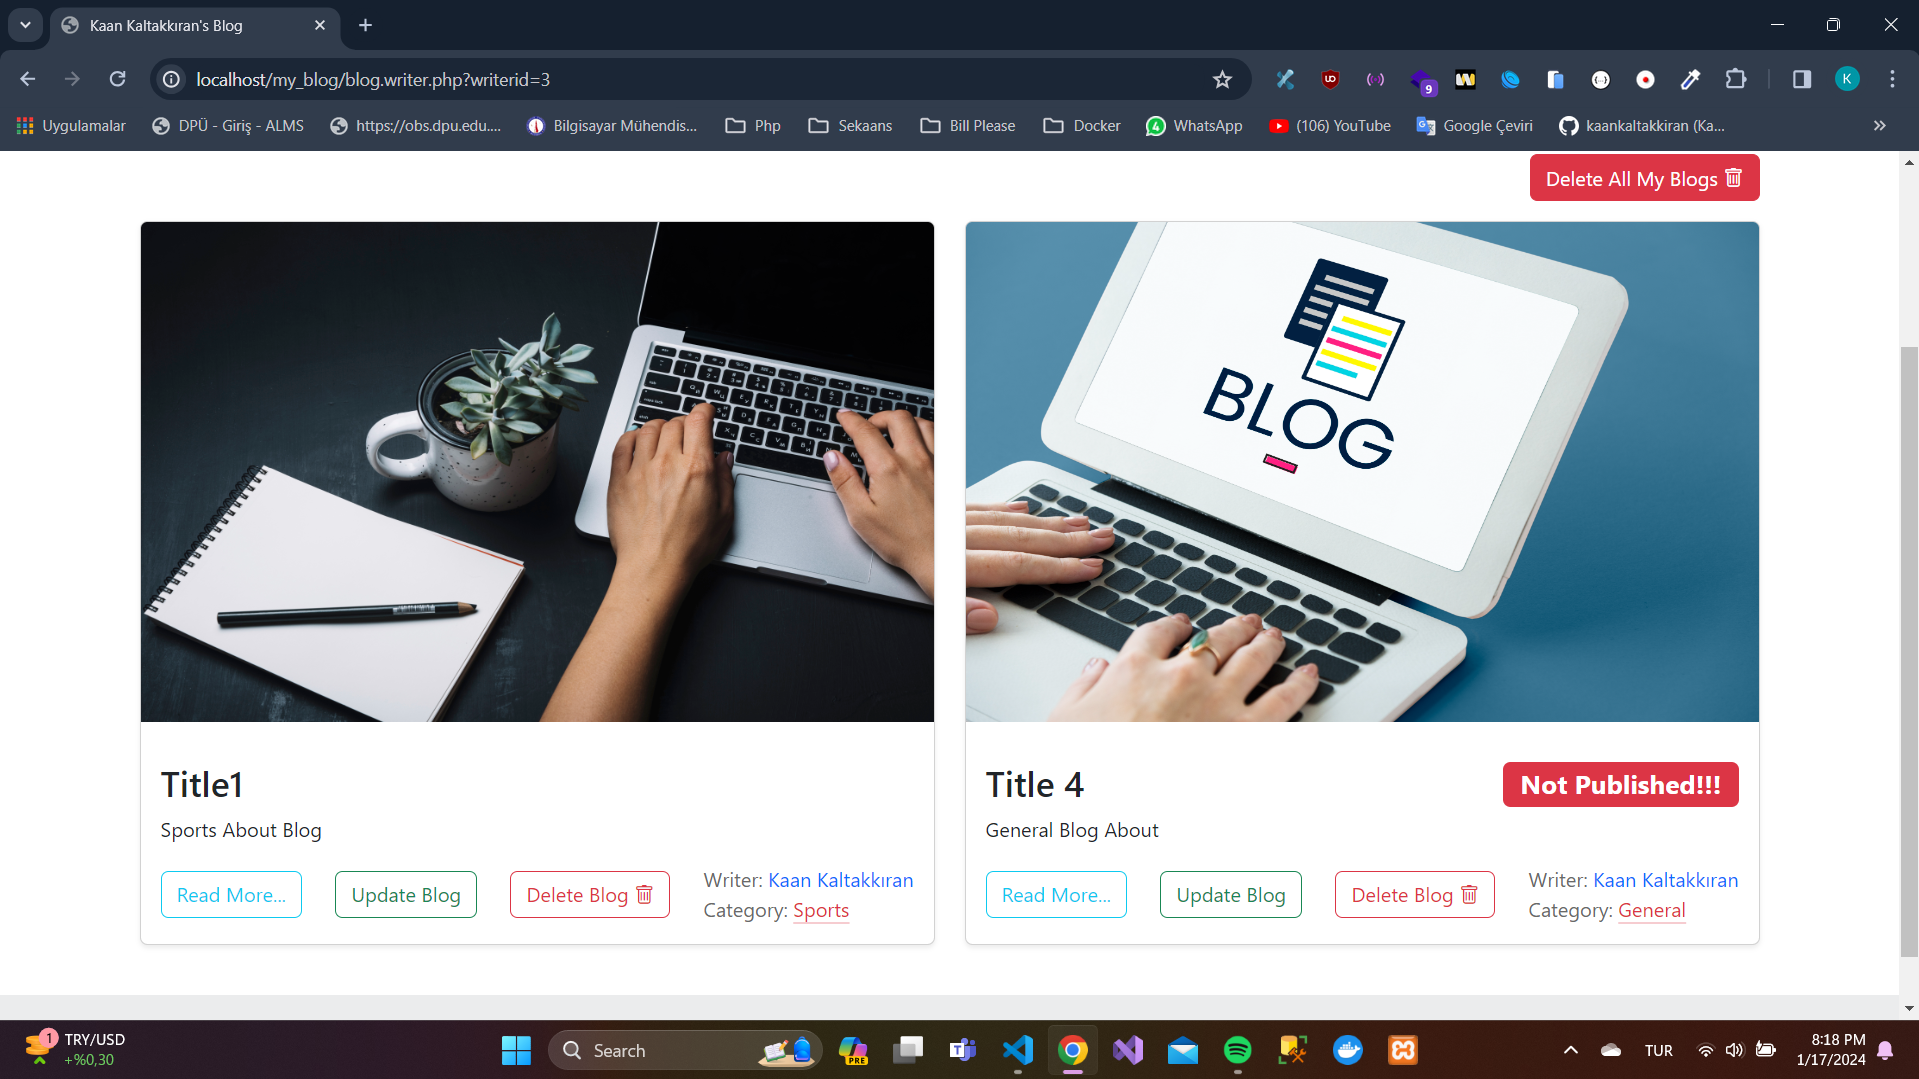 Kaan Kaltakkıran's Blog
localhost/my_blog/blog.writer.php?writerid=3
9
K
Uygulamalar
DPÜ - Giriş - ALMS
https://obs.dpu.edu....
Bilgisayar Mühendis...
Php
Sekaans
Bill Please
Docker
4
WhatsApp
(106) YouTube
Google Çeviri
kaankaltakkiran (Ka...
Delete All My Blogs
BLOG
Title1
Sports About Blog
Read More...
Update Blog
Delete Blog
Writer: Kaan Kaltakkıran
Category: Sports
Title 4
Not Published!!!
General Blog About
Read More...
Update Blog
Delete Blog
Writer: Kaan Kaltakkıran
Category: General
1
TRY/USD
+%0,30
Search
PRE
TUR
8:18 PM
1/17/2024